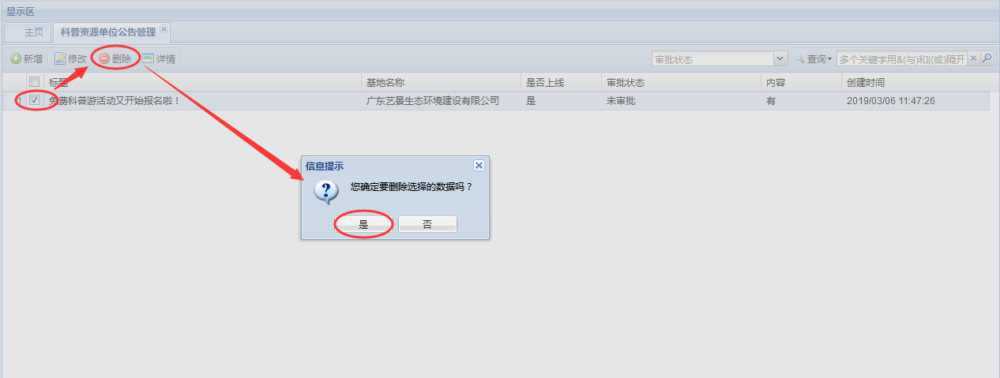 显示区
主页 科普资源单位公告管理
新增 修改 删除 详情 审批状态 查询 多个关键字用&(与)和|(或)隔开
标题 基地名称 是否上线 审批状态 内容 创建时间
1 免费科普游活动又开始报名啦！ 广东艺景生态环境建设有限公司 是 未审批 有 2019/03/06 11:47:26
信息提示
您确定要删除选择的数据吗？
是 否